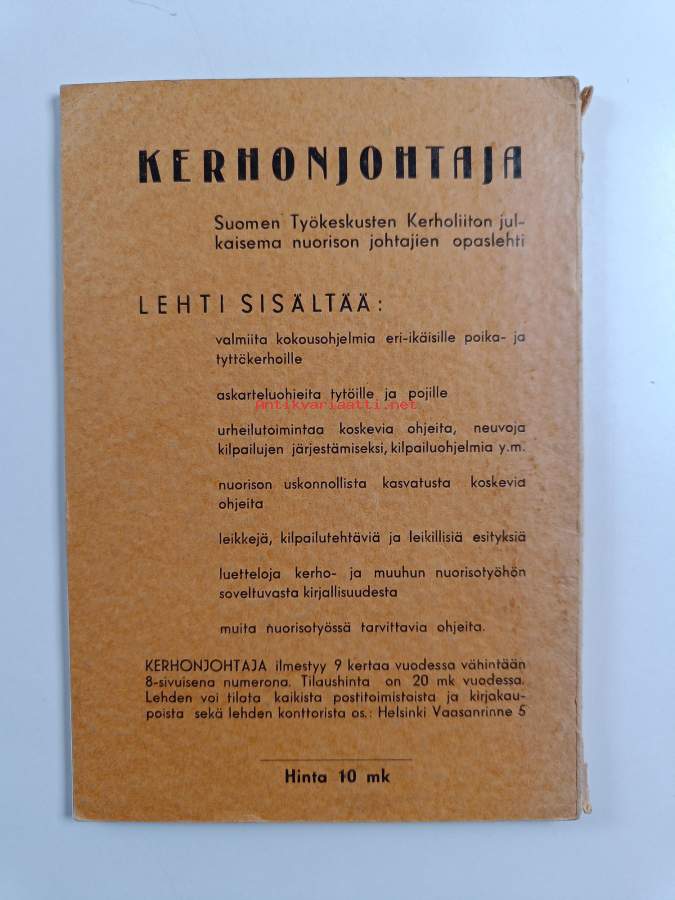 KERHONJOHTAJA
Suomen Työkeskusten Kerholiiton jul-
kaisema nuorison johtajien opaslehti
LEHTI SISÄLTÄÄ:
valmiita kokousohjelmia eri-ikäisille poika- ja
tyttökerhoille
askarteluohjeita tytöille ja pojille
Antikvariaatti.net
urheilutoimintaa koskevia ohjeita, neuvoja
kilpailujen järjestämiseksi, kilpailuohjelmia y.m.
nuorison uskonnollista kasvatusta koskevia
ohjeita
leikkejä, kilpailutehtäviä ja leikillisiä esityksiä
luetteloja kerho- ja muuhun nuorisotyöhön
soveltuvasta kirjallisuudesta
muita nuorisotyössä tarvittavia ohjeita.
KERHONJOHTAJA ilmestyy 9 kertaa vuodessa vähintään
8-sivuisena numerona. Tilaushinta on 20 mk vuodessa.
Lehden voi tilata kaikista postitoimistoista ja kirjakau-
poista sekä lehden konttorista os.: Helsinki Vaasanrinne 5
Hinta 10 mk